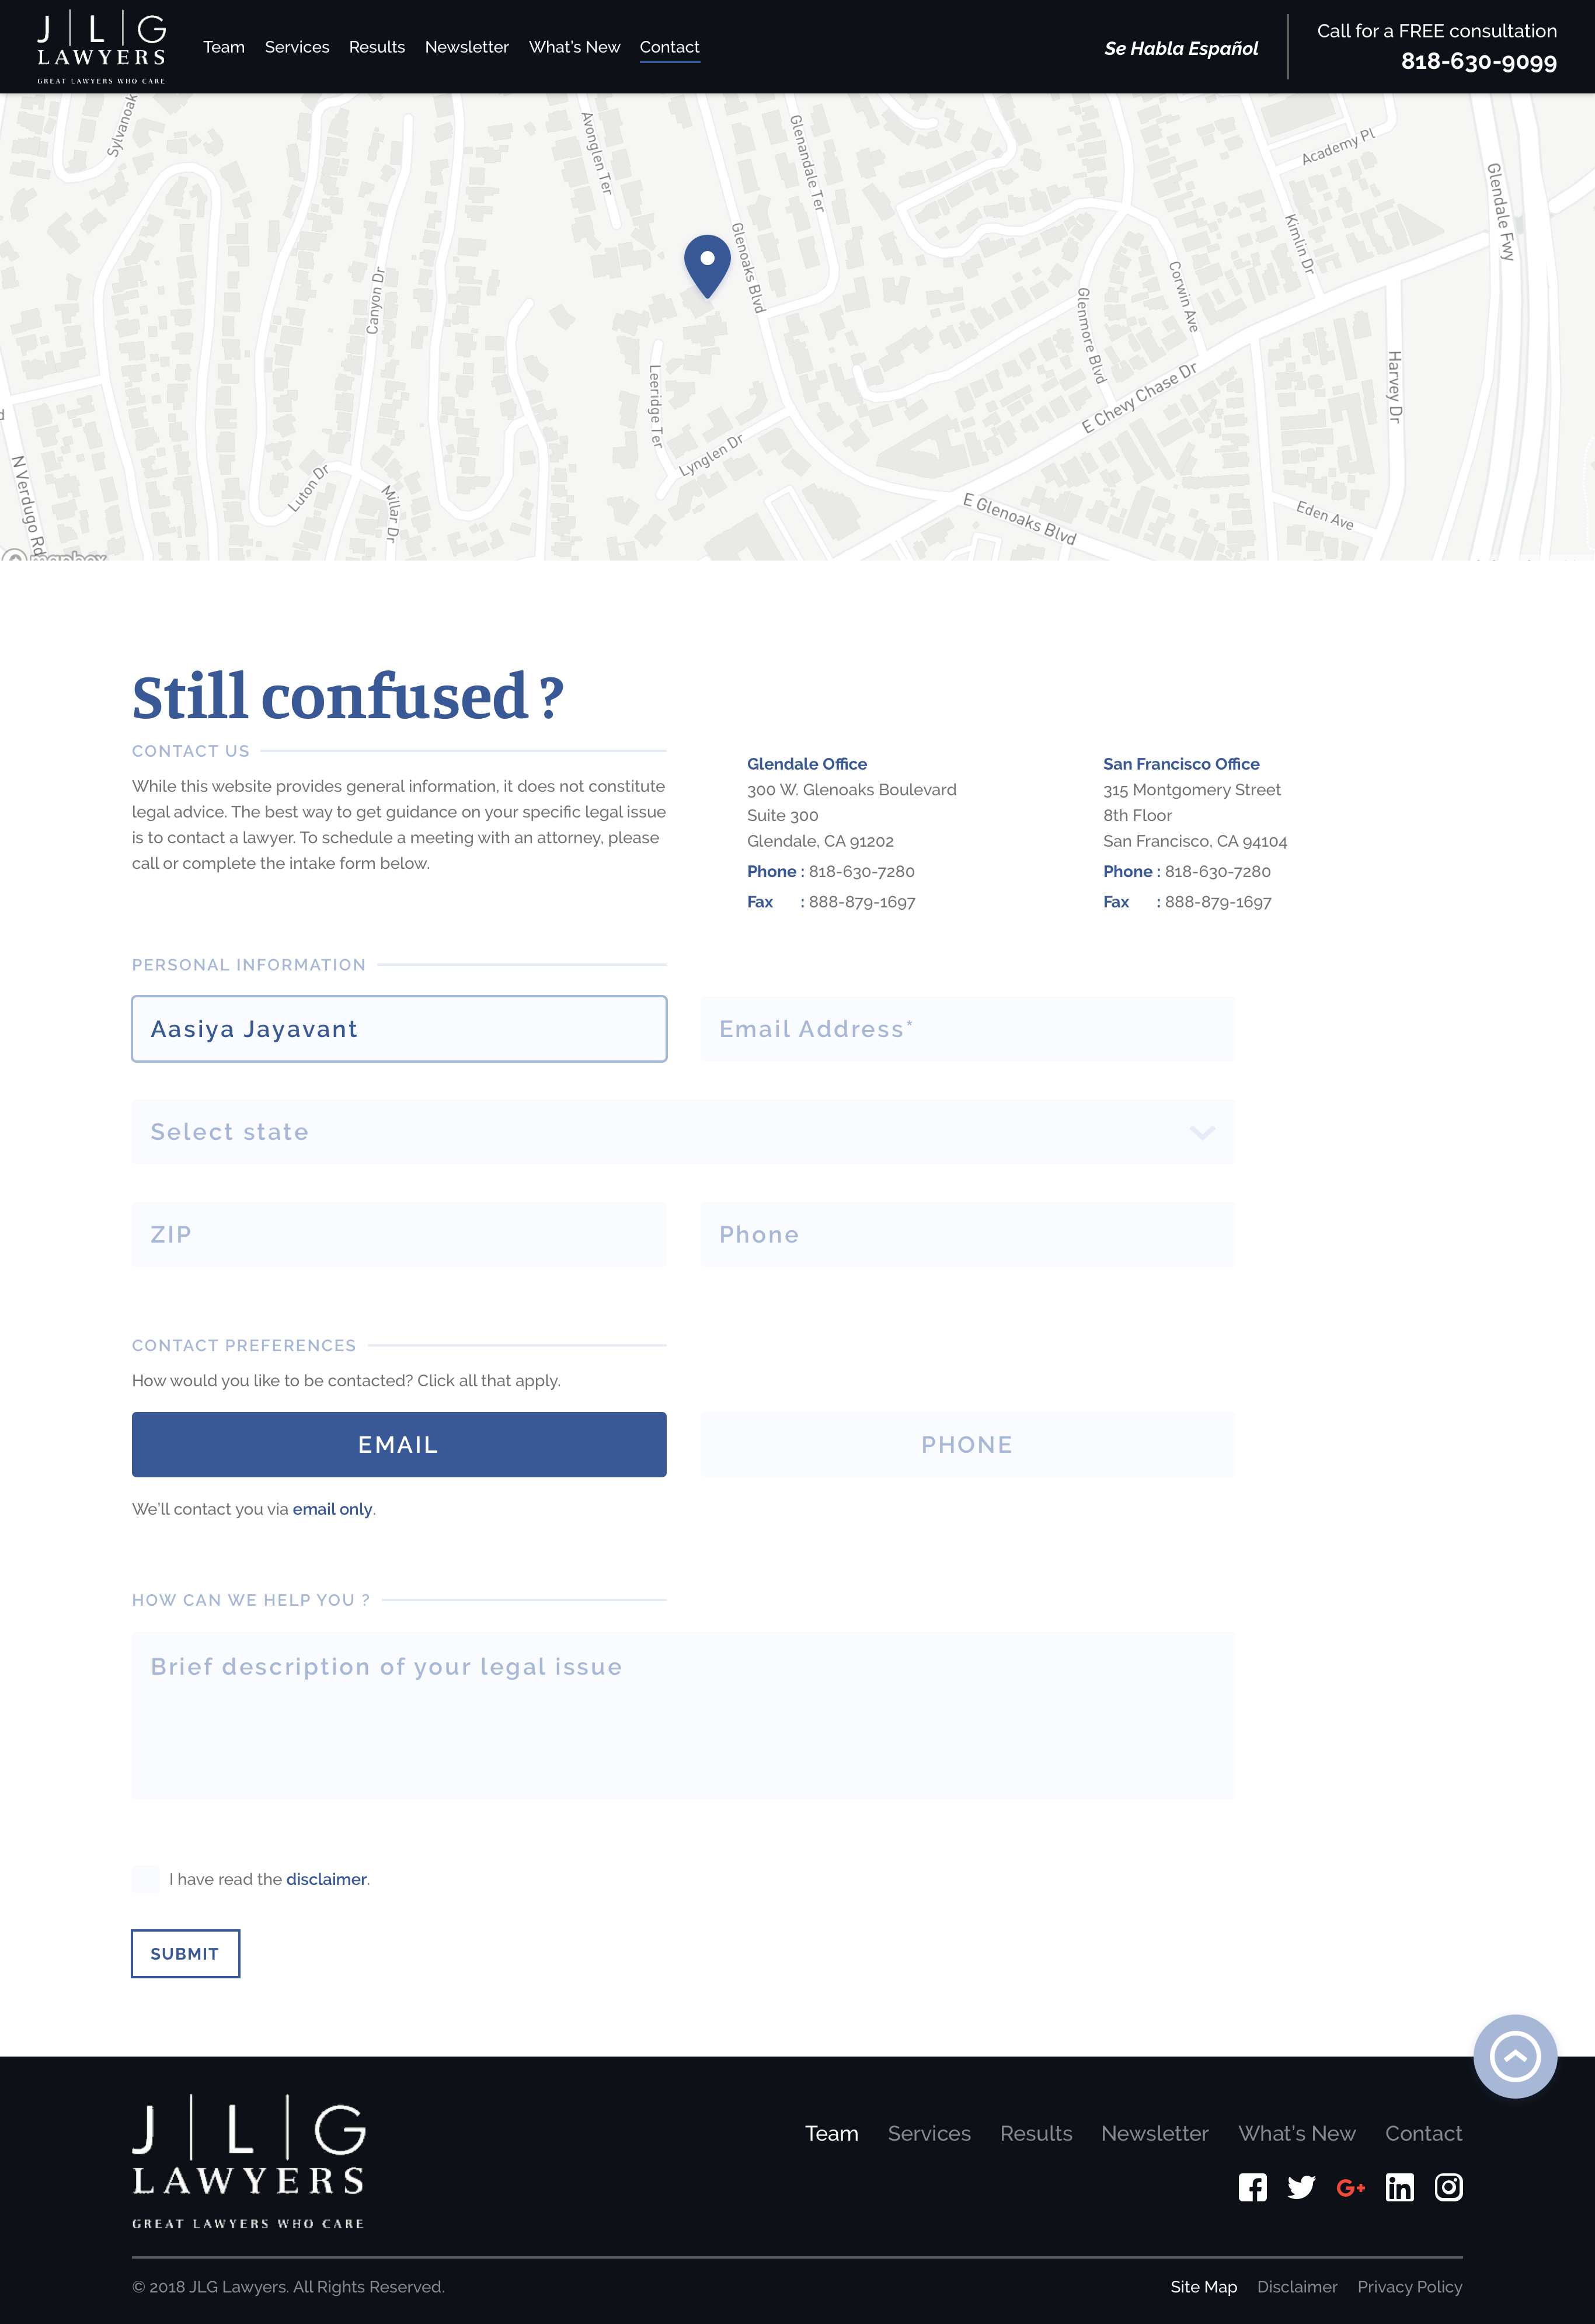 J | L | G
LAWYERS
GREAT LAWYERS WHO CARE
Team Services Results Newsletter What's New Contact
Se Habla Español
Call for a FREE consultation
818-630-9099
Sylvanoak
Avonglen Ter
Glenandale Ter
Academy Pl
Glendale Fwy
Glenoaks Blvd
Kimlin Dr
Canyon Dr
Corwin Ave
Glenmore Blvd
Leeridge Ter
E Chevy Chase Dr
Harvey Dr
Lynglen Dr
N Verdugo Rd
Luton Dr
Millar Dr
E Glenoaks Blvd
Eden Ave
mapbox
Still confused ?
CONTACT US
While this website provides general information, it does not constitute
legal advice. The best way to get guidance on your specific legal issue
is to contact a lawyer. To schedule a meeting with an attorney, please
call or complete the intake form below.
Glendale Office
300 W. Glenoaks Boulevard
Suite 300
Glendale, CA 91202
Phone : 818-630-7280
Fax : 888-879-1697
San Francisco Office
315 Montgomery Street
8th Floor
San Francisco, CA 94104
Phone : 818-630-7280
Fax : 888-879-1697
PERSONAL INFORMATION
Aasiya Jayavant
Email Address*
Select state
ZIP
Phone
CONTACT PREFERENCES
How would you like to be contacted? Click all that apply.
EMAIL
PHONE
We'll contact you via email only.
HOW CAN WE HELP YOU ?
Brief description of your legal issue
I have read the disclaimer.
SUBMIT
J | L | G
LAWYERS
GREAT LAWYERS WHO CARE
Team Services Results Newsletter What's New Contact
G+
in
© 2018 JLG Lawyers. All Rights Reserved.
Site Map Disclaimer Privacy Policy